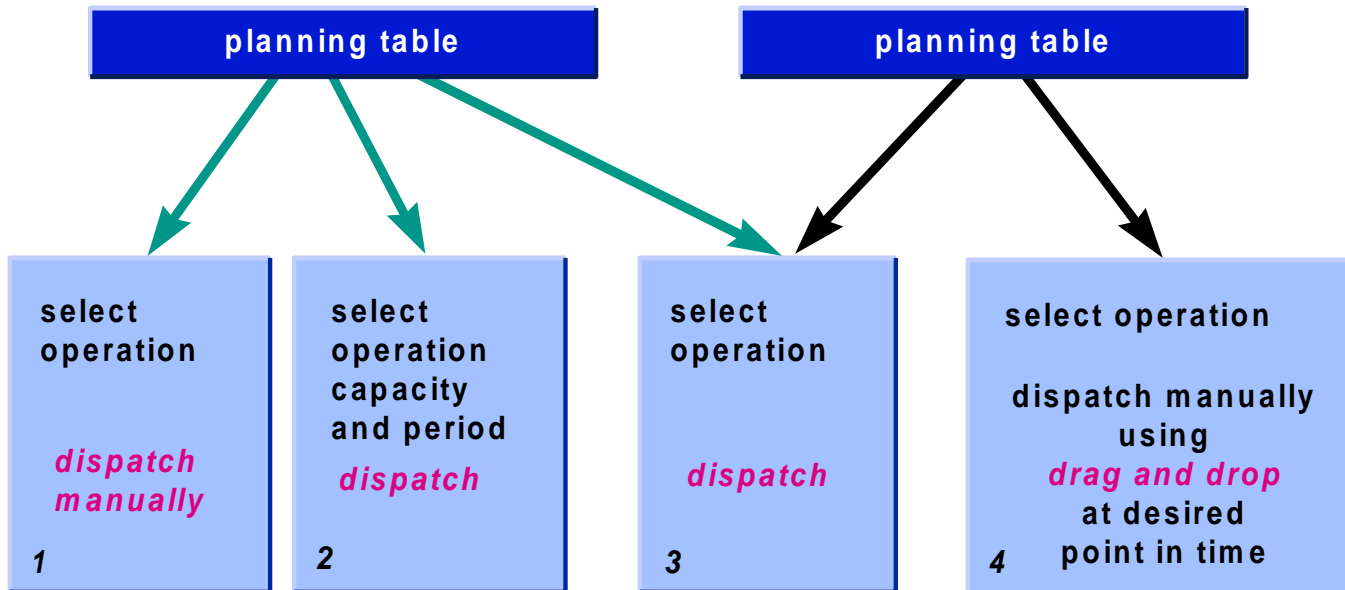 planning table
planning table
select
operation
dispatch
manually
1
select
operation
capacity
and period
dispatch
2
select
operation
dispatch
3
select operation
dispatch manually
using
drag and drop
at desired
point in time
4